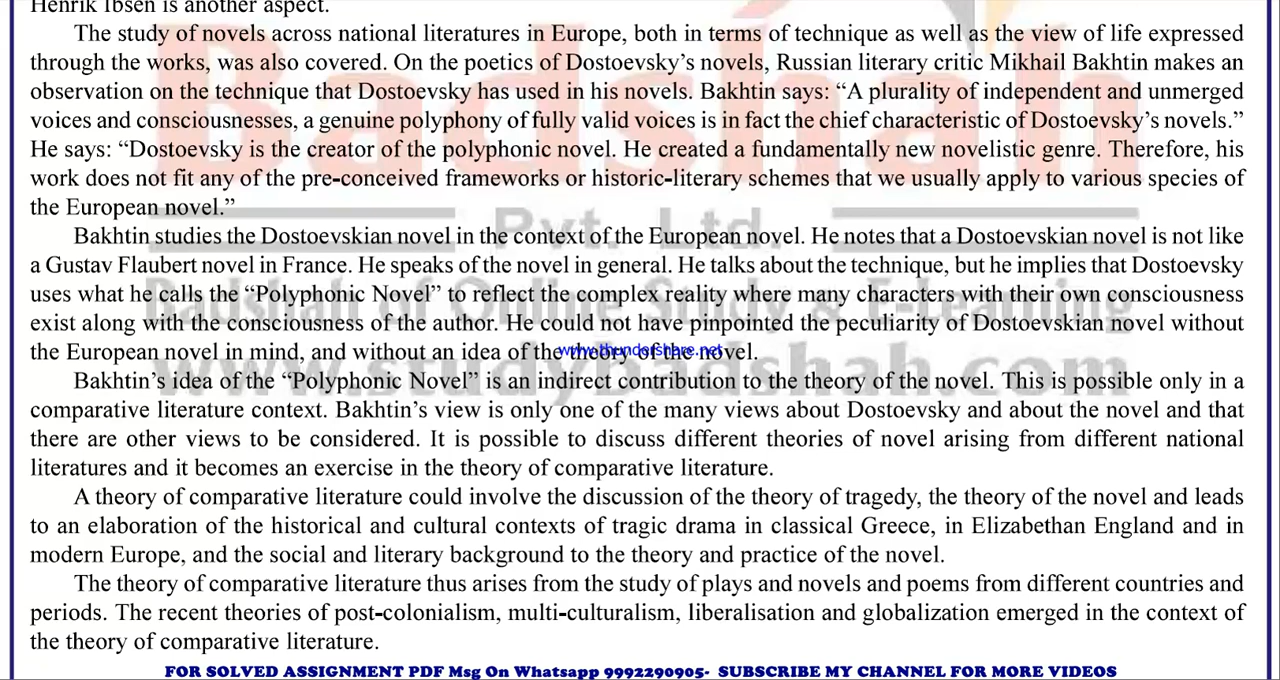 Henrik Ibsen is another aspect.
The study of novels across national literatures in Europe, both in terms of technique as well as the view of life expressed
through the works, was also covered. On the poetics of Dostoevsky's novels, Russian literary critic Mikhail Bakhtin makes an
observation on the technique that Dostoevsky has used in his novels. Bakhtin says: “A plurality of independent and unmerged
voices and consciousnesses, a genuine polyphony of fully valid voices is in fact the chief characteristic of Dostoevsky's novels.”
He says: “Dostoevsky is the creator of the polyphonic novel. He created a fundamentally new novelistic genre. Therefore, his
work does not fit any of the pre-conceived frameworks or historic-literary schemes that we usually apply to various species of
the European novel.”
Bakhtin studies the Dostoevskian novel in the context of the European novel. He notes that a Dostoevskian novel is not like
a Gustav Flaubert novel in France. He speaks of the novel in general. He talks about the technique, but he implies that Dostoevsky
uses what he calls the “Polyphonic Novel” to reflect the complex reality where many characters with their own consciousness
exist along with the consciousness of the author. He could not have pinpointed the peculiarity of Dostoevskian novel without
the European novel in mind, and without an idea of the theory of the novel.
www.thundershare.net
Bakhtin's idea of the “Polyphonic Novel” is an indirect contribution to the theory of the novel. This is possible only in a
comparative literature context. Bakhtin's view is only one of the many views about Dostoevsky and about the novel and that
there are other views to be considered. It is possible to discuss different theories of novel arising from different national
literatures and it becomes an exercise in the theory of comparative literature.
A theory of comparative literature could involve the discussion of the theory of tragedy, the theory of the novel and leads
to an elaboration of the historical and cultural contexts of tragic drama in classical Greece, in Elizabethan England and in
modern Europe, and the social and literary background to the theory and practice of the novel.
The theory of comparative literature thus arises from the study of plays and novels and poems from different countries and
periods. The recent theories of post-colonialism, multi-culturalism, liberalisation and globalization emerged in the context of
the theory of comparative literature.
Badshah
Pvt. Ltd.
Badshah of Online Study & E-Learning
www.studybadshah.com
FOR SOLVED ASSIGNMENT PDF Msg On Whatsapp 9992290905- SUBSCRIBE MY CHANNEL FOR MORE VIDEOS